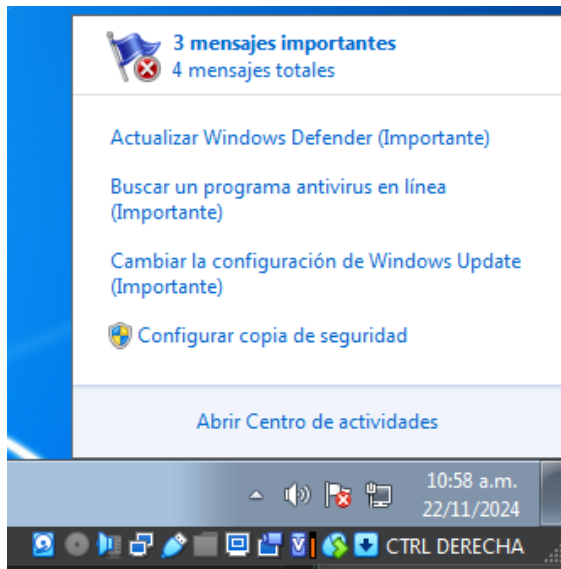 3 mensajes importantes
4 mensajes totales
Actualizar Windows Defender (Importante)
Buscar un programa antivirus en línea
(Importante)
Cambiar la configuración de Windows Update
(Importante)
Configurar copia de seguridad
Abrir Centro de actividades
10:58 a.m.
22/11/2024
CTRL DERECHA